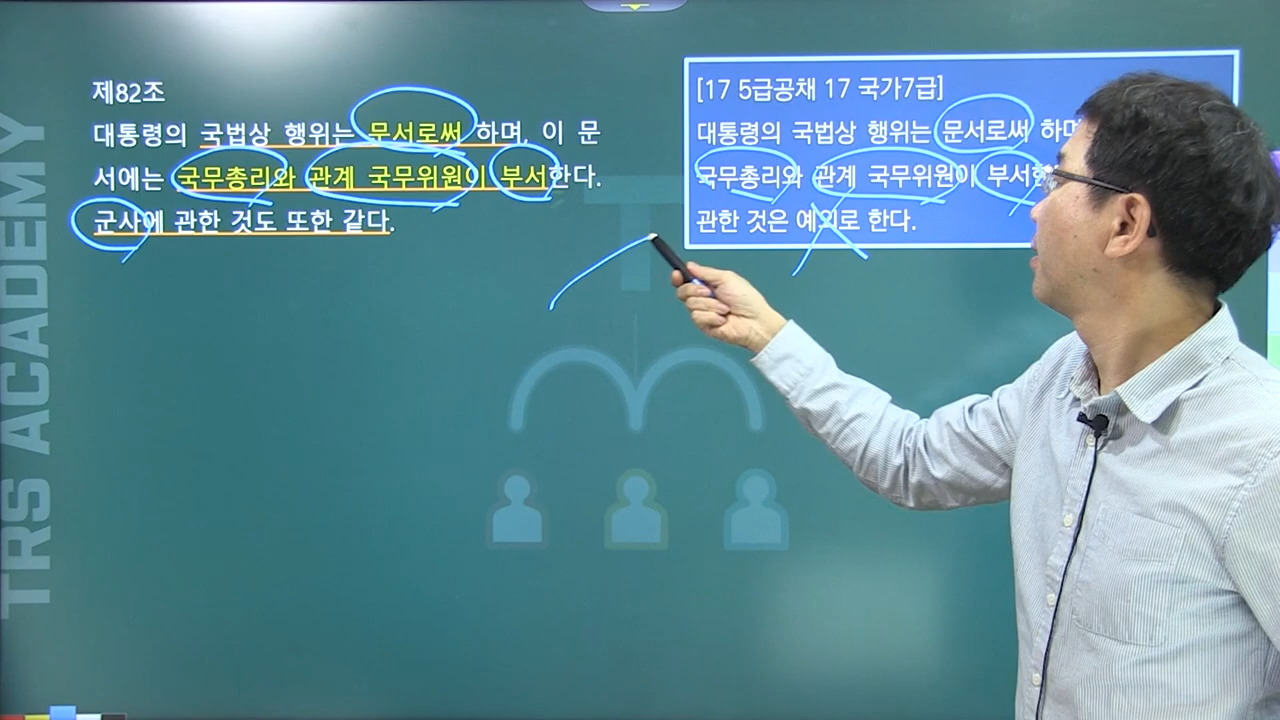 제82조
대통령의 국법상 행위는 문서로써 하며, 이 문
서에는 국무총리와 관계 국무위원이 부서한다.
군사에 관한 것도 또한 같다.
[17 5급공채 17 국가7급]
대통령의 국법상 행위는 문서로써
국무총리와 관계 국무위원이
관한 것은 예외로 한다.
TRS ACADEMY